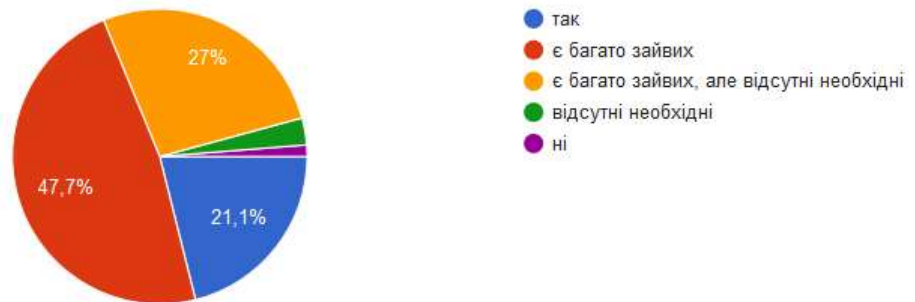 27%
47,7%
21,1%
так
є багато зайвих
є багато зайвих, але відсутні необхідні
відсутні необхідні
ні